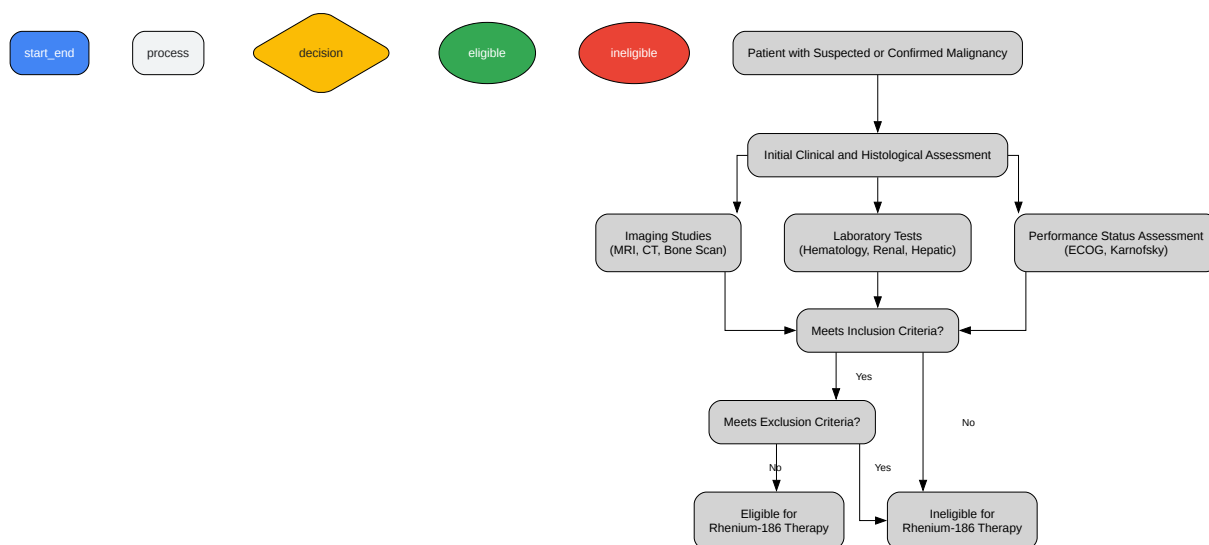 start_end
process
decision
eligible
ineligible
Patient with Suspected or Confirmed Malignancy
Initial Clinical and Histological Assessment
Imaging Studies
(MRI, CT, Bone Scan)
Laboratory Tests
(Hematology, Renal, Hepatic)
Performance Status Assessment
(ECOG, Karnofsky)
Meets Inclusion Criteria?
Yes
No
Meets Exclusion Criteria?
No
Yes
Eligible for
Rhenium-186 Therapy
Ineligible for
Rhenium-186 Therapy